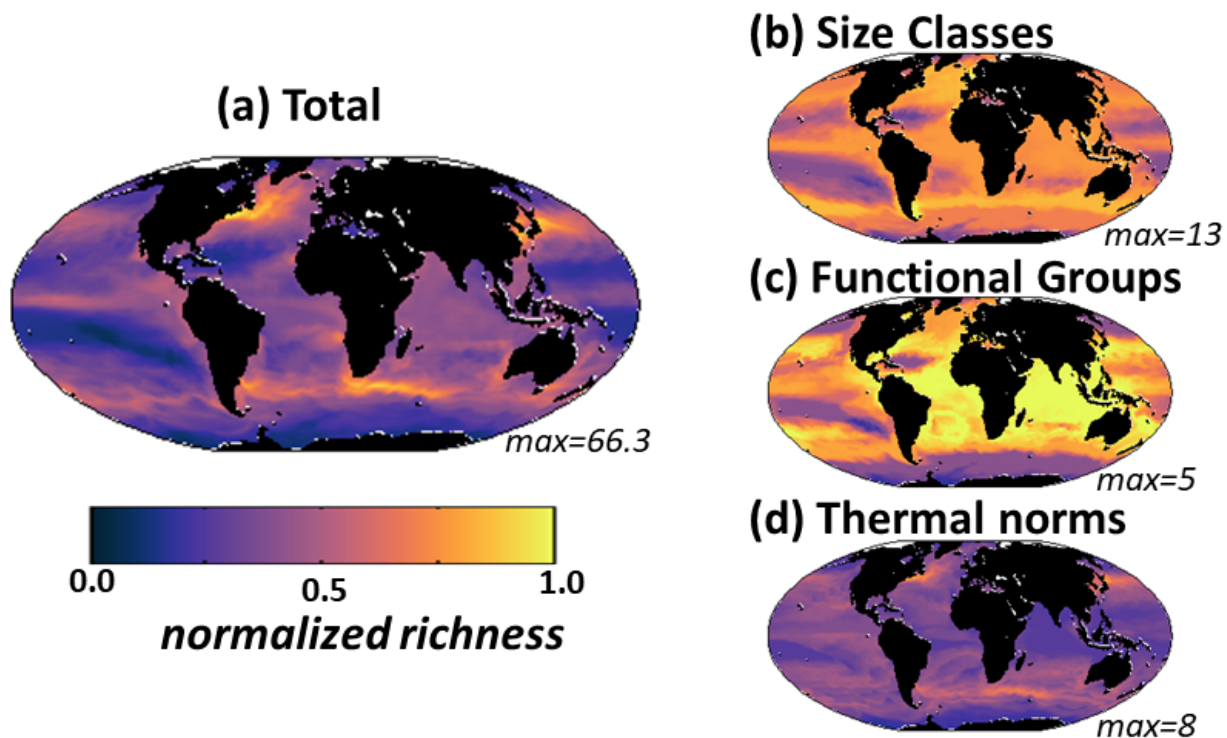 (a) Total
max=66.3
0.0 0.5 1.0
normalized richness
(b) Size Classes
max=13
(c) Functional Groups
max=5
(d) Thermal norms
max=8